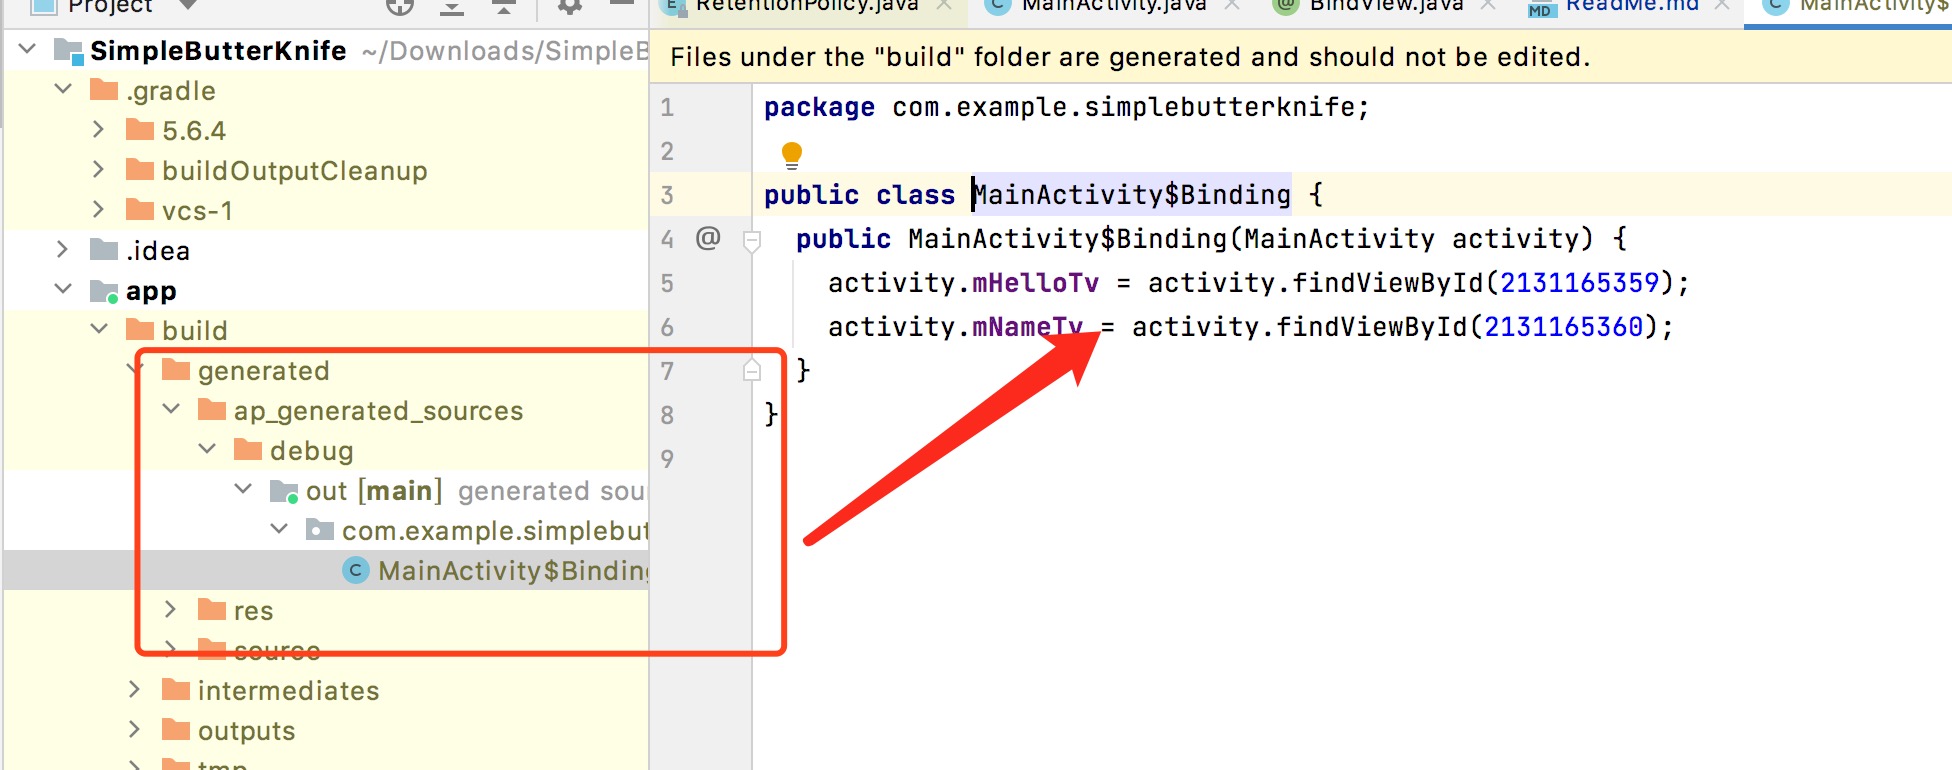 Project
SimpleButterKnife ~/Downloads/SimpleB
.gradle
5.6.4
buildOutputCleanup
vcs-1
.idea
app
build
generated
ap_generated_sources
debug
out [main] generated sou
com.example.simplebut
MainActivity$Binding
res
source
intermediates
outputs
tmp
RetentionPolicy.java MainActivity.java BindView.java ReadMe.md MainActivity$
Files under the "build" folder are generated and should not be edited.
1 package com.example.simplebutterknife;
2
3 public class MainActivity$Binding {
4 @ public MainActivity$Binding(MainActivity activity) {
5 activity.mHelloTv = activity.findViewById(2131165359);
6 activity.mNameTv = activity.findViewById(2131165360);
7 }
8 }
9